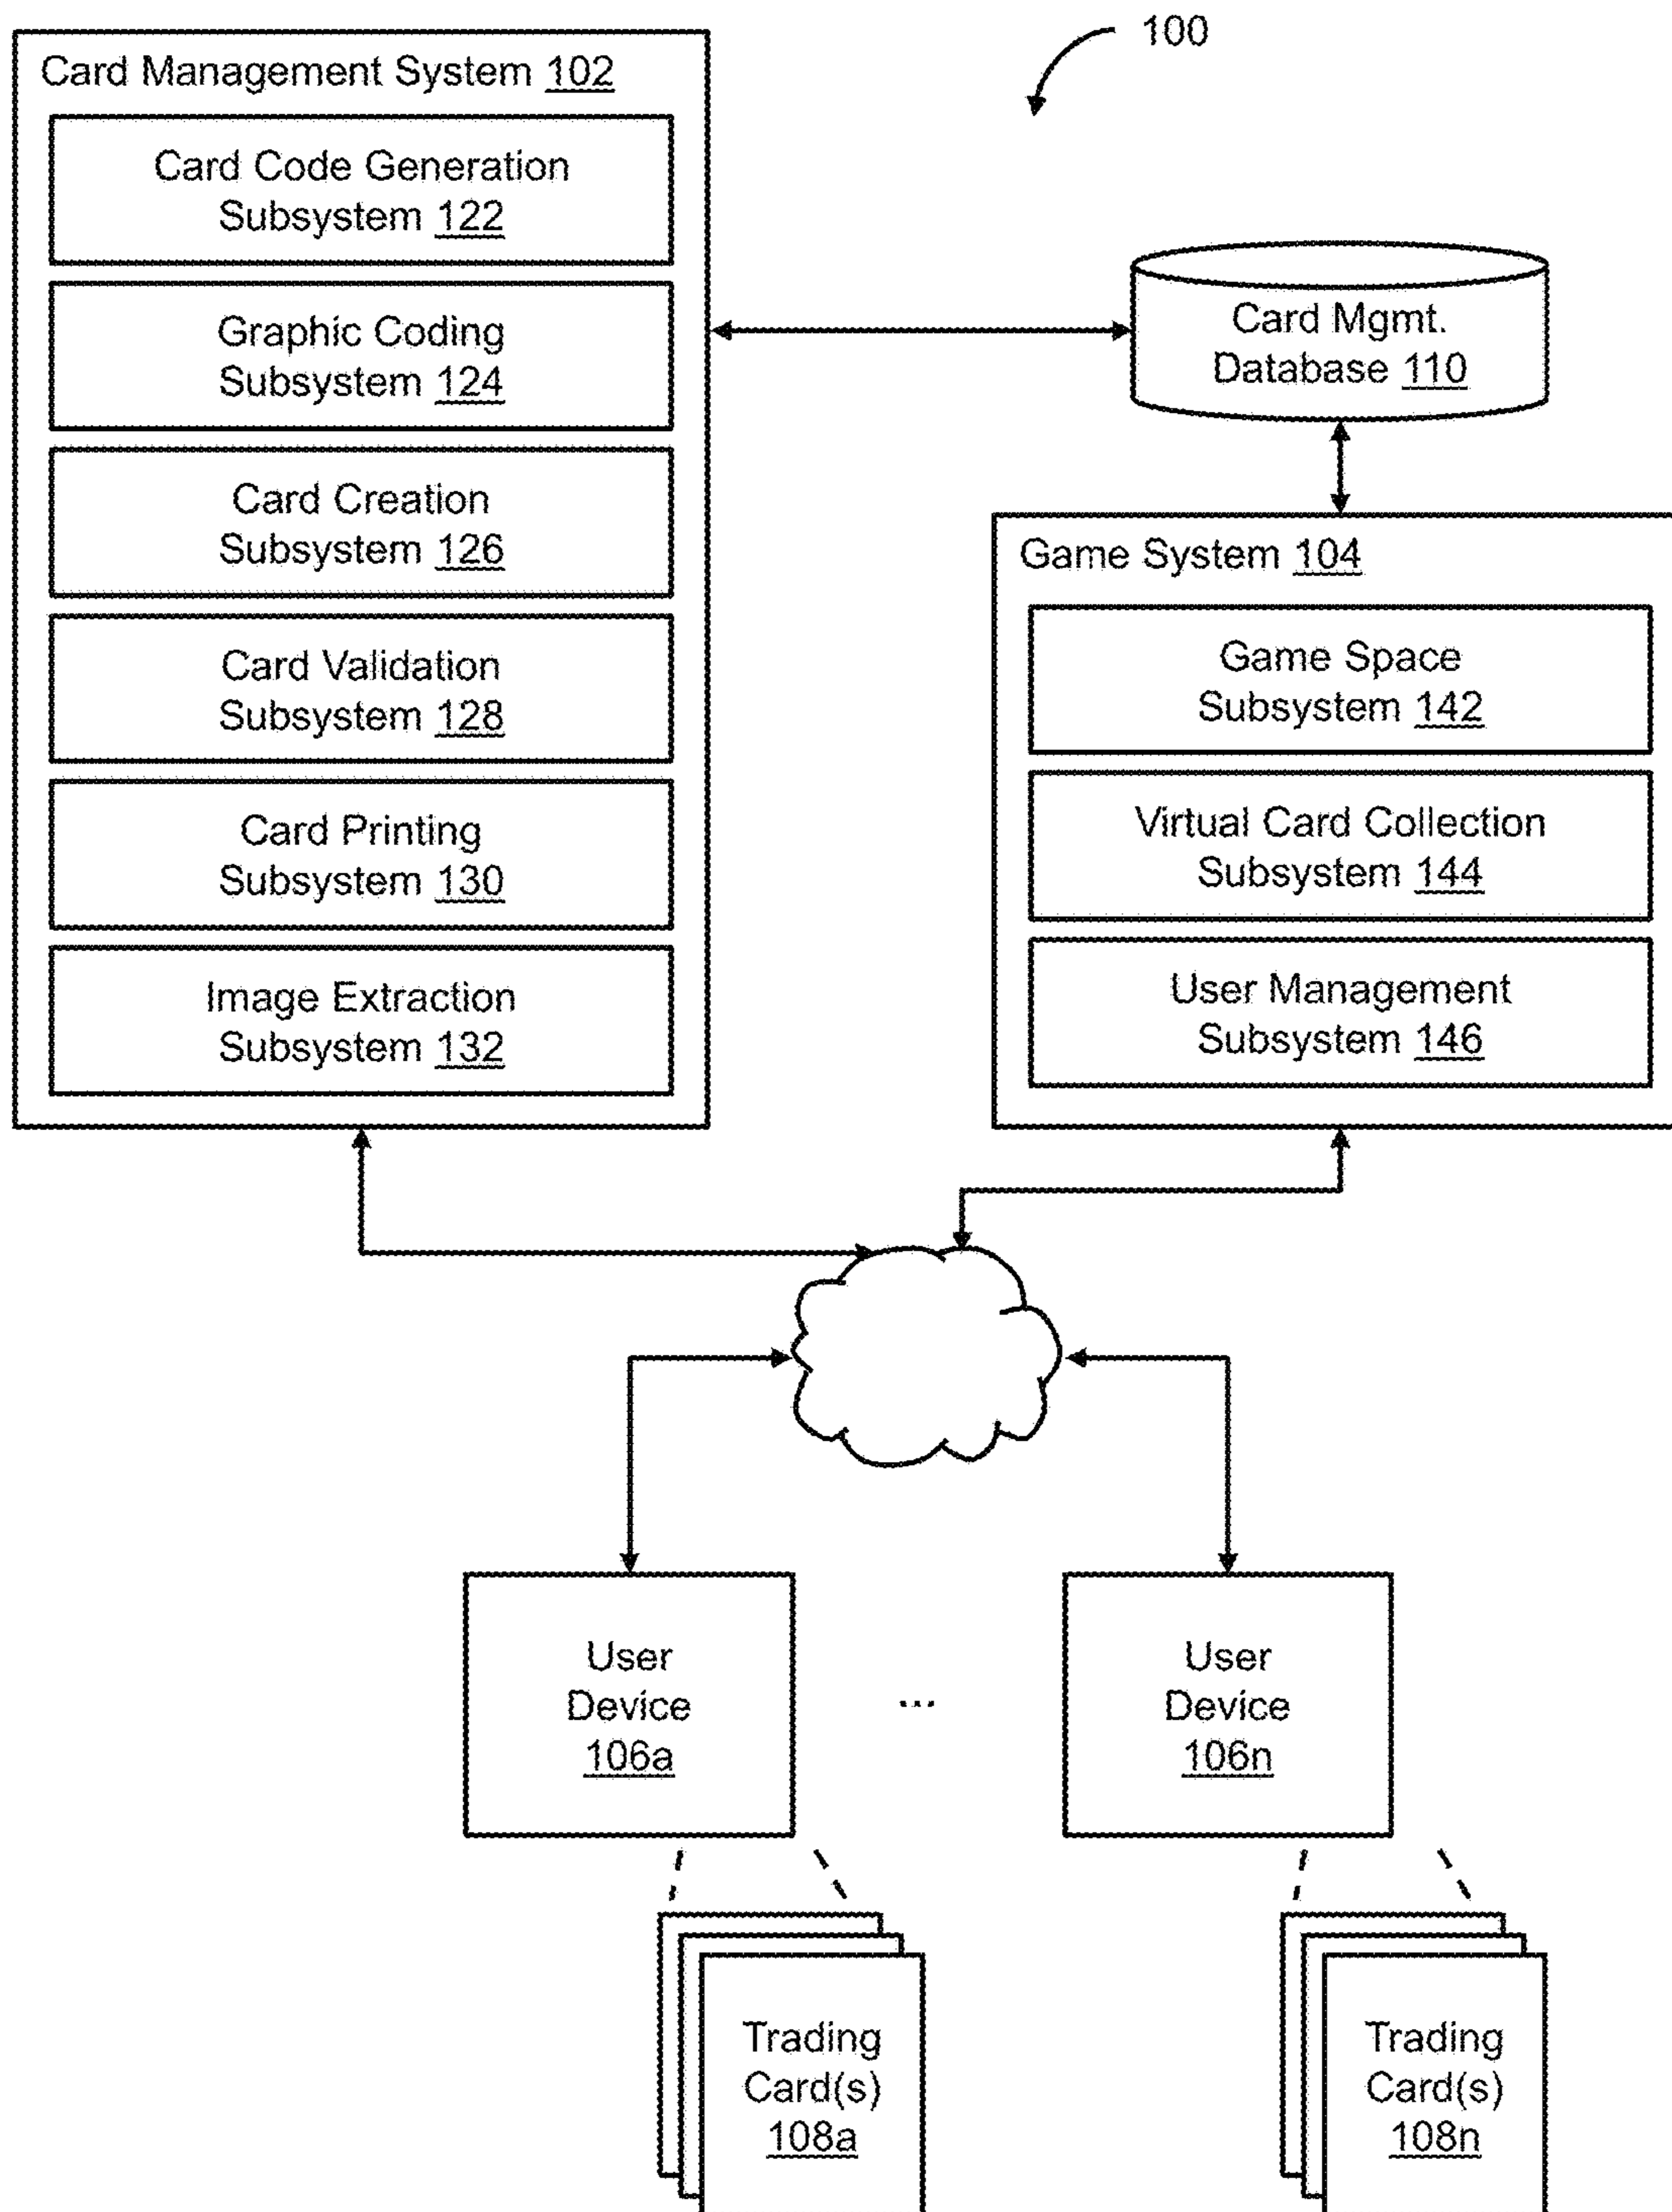 100
Card Management System 102
Card Code Generation
Subsystem 122
Graphic Coding
Subsystem 124
Card Creation
Subsystem 126
Card Validation
Subsystem 128
Card Printing
Subsystem 130
Image Extraction
Subsystem 132
Card Mgmt.
Database 110
Game System 104
Game Space
Subsystem 142
Virtual Card Collection
Subsystem 144
User Management
Subsystem 146
User
Device
106a
...
User
Device
106n
Trading
Card(s)
108a
Trading
Card(s)
108n